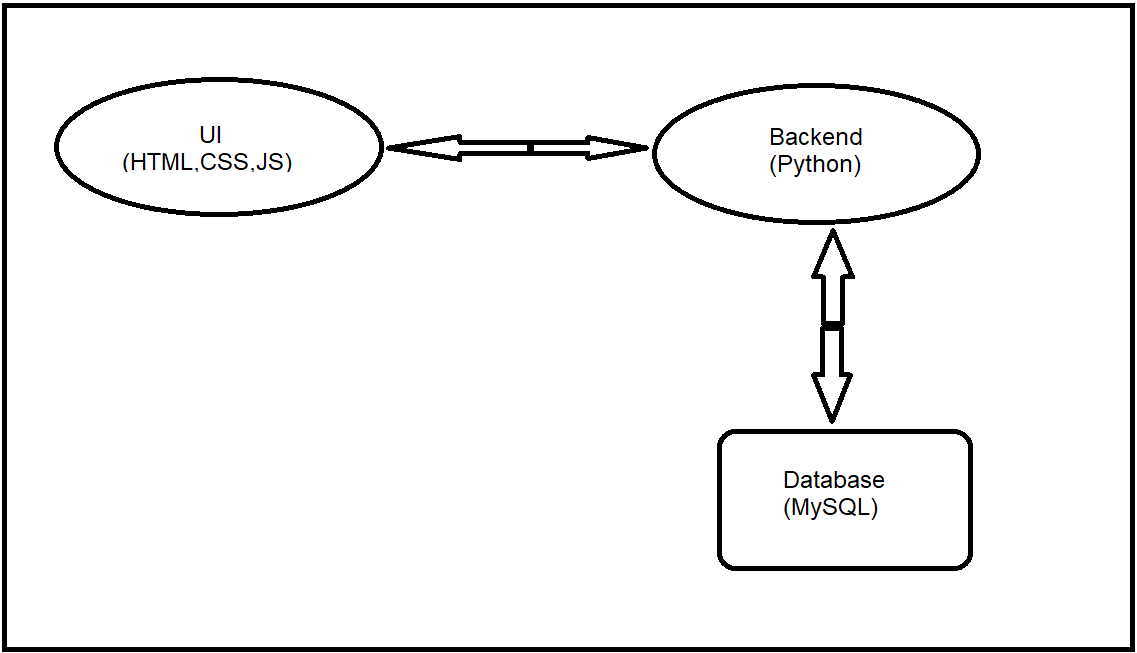 UI
(HTML,CSS,JS)
Backend
(Python)
Database
(MySQL)